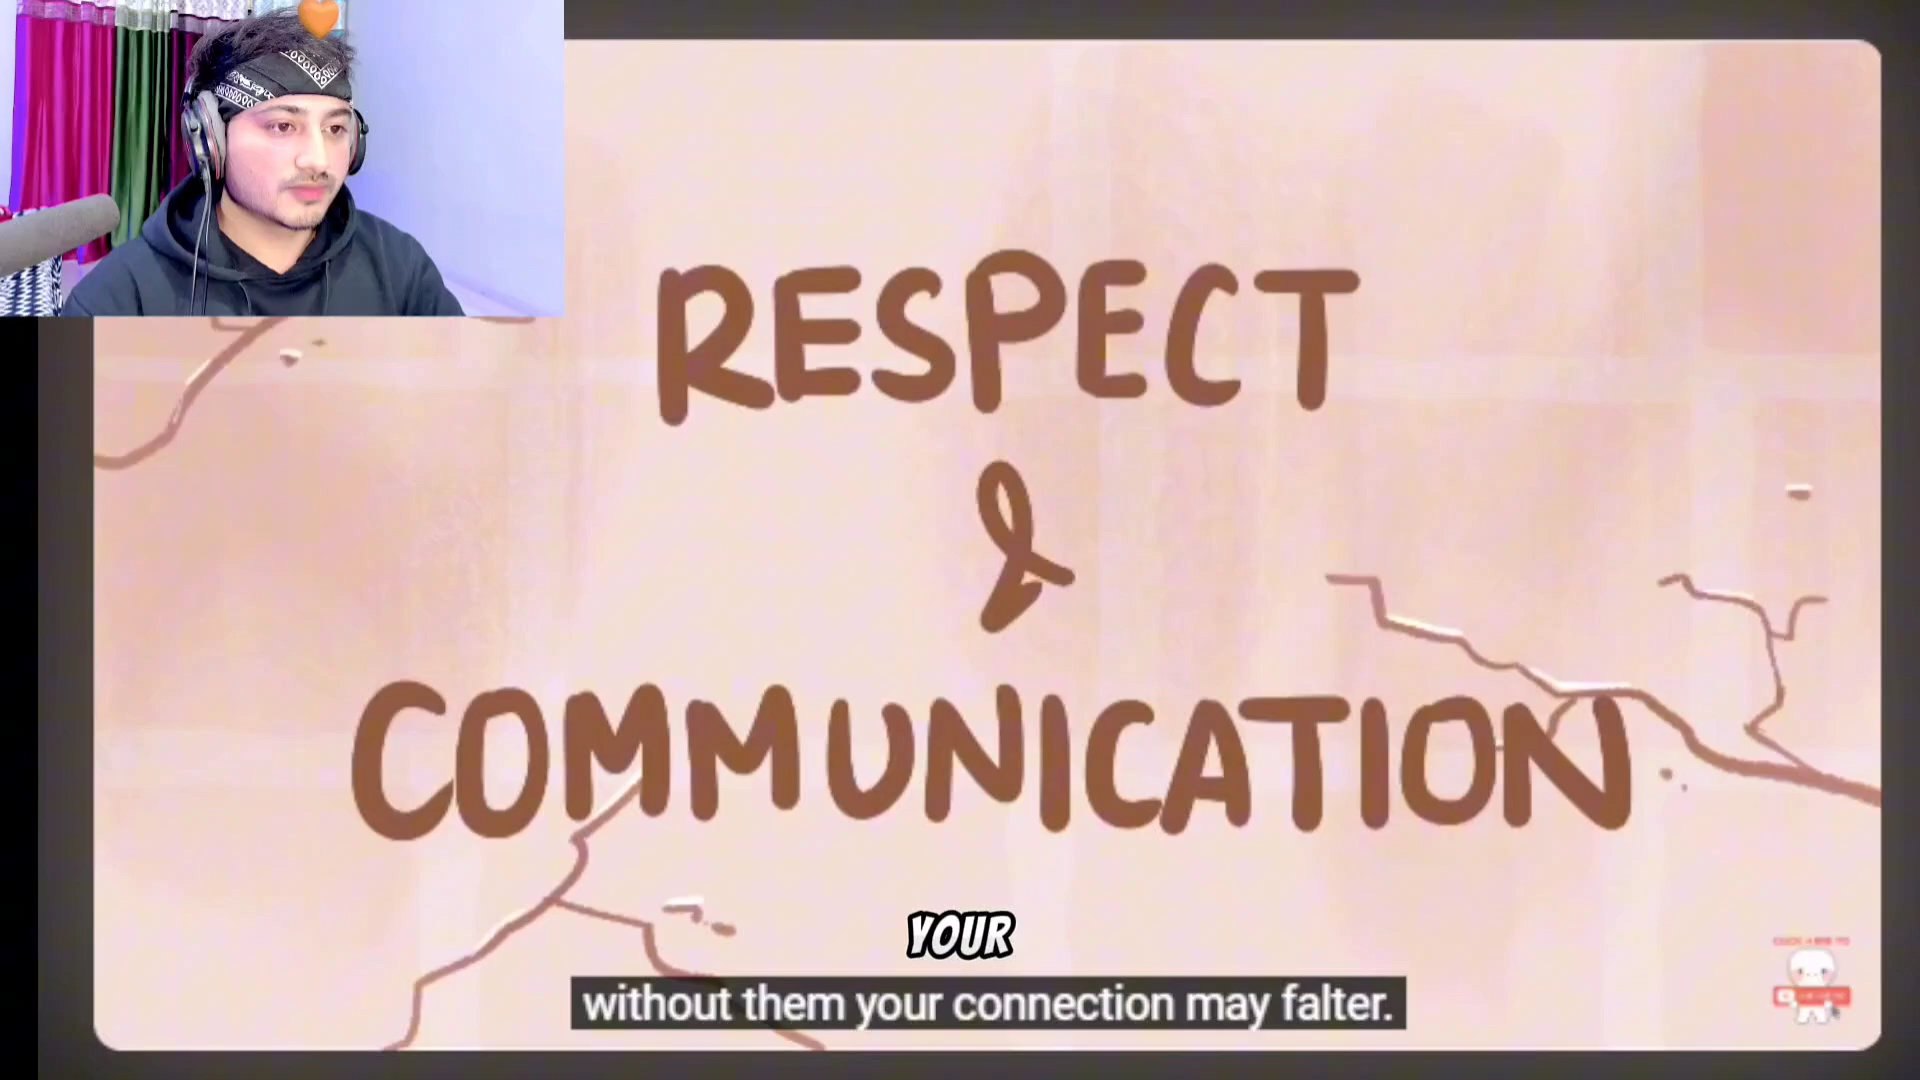 RESPECT
&
COMMUNICATION
YOUR
without them your connection may falter.